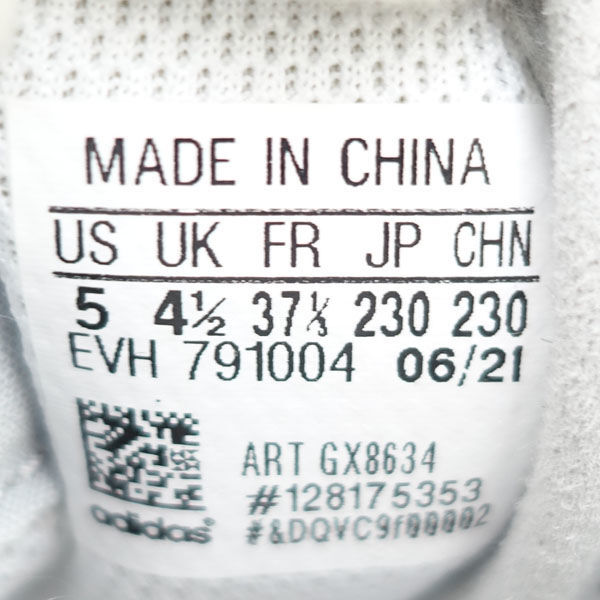 MADE IN CHINA
US UK FR JP CHN
5 4½ 37⅓ 230 230
EVH 791004 06/21
ART GX8634
#128175353
#&DQVC9f00002
adidas®